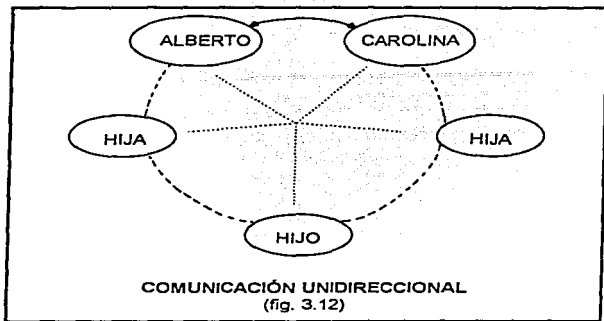 ALBERTO
CAROLINA
HIJA
HIJA
HIJO
COMUNICACIÓN UNIDIRECCIONAL
(fig. 3.12)